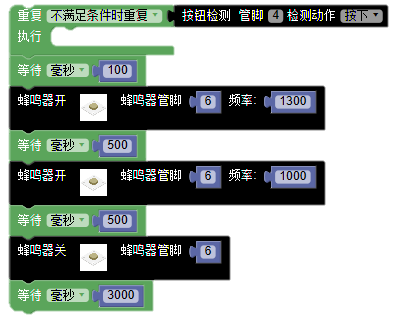 重复 不满足条件时重复 按钮检测 管脚 4 检测动作 按下
执行
等待 毫秒 100
蜂鸣器开 蜂鸣器管脚 6 频率: 1300
等待 毫秒 500
蜂鸣器开 蜂鸣器管脚 6 频率: 1000
等待 毫秒 500
蜂鸣器关 蜂鸣器管脚 6
等待 毫秒 3000